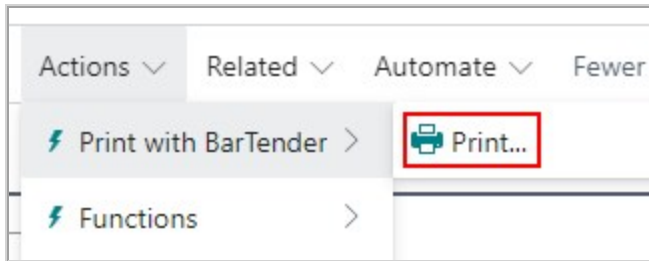 Actions Related Automate Fewer
Print with BarTender Print...
Functions